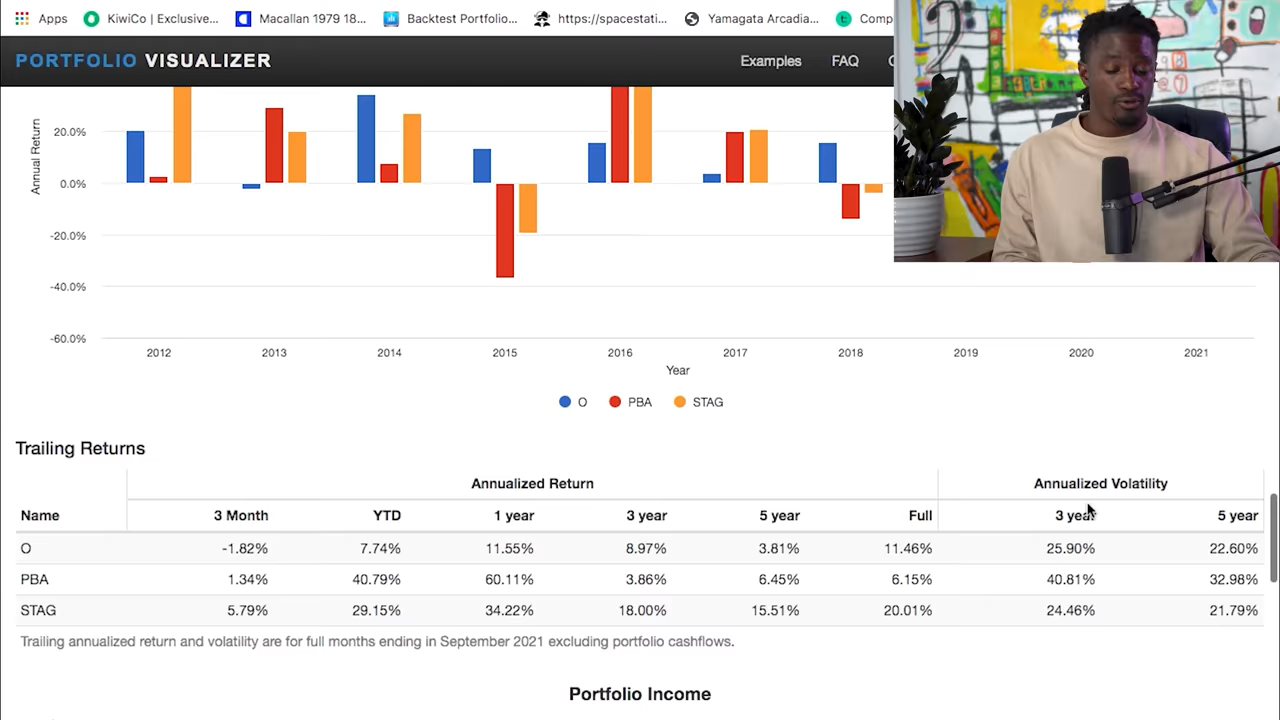 Apps KiwiCo | Exclusive... Macallan 1979 18... Backtest Portfolio... https://spacestati... Yamagata Arcadia... Comp
PORTFOLIO VISUALIZER Examples FAQ
Annual Return
20.0%
0.0%
-20.0%
-40.0%
-60.0%
2012 2013 2014 2015 2016 2017 2018 2019 2020 2021
Year
O PBA STAG
Trailing Returns
Annualized Return Annualized Volatility
Name 3 Month YTD 1 year 3 year 5 year Full 3 year 5 year
O -1.82% 7.74% 11.55% 8.97% 3.81% 11.46% 25.90% 22.60%
PBA 1.34% 40.79% 60.11% 3.86% 6.45% 6.15% 40.81% 32.98%
STAG 5.79% 29.15% 34.22% 18.00% 15.51% 20.01% 24.46% 21.79%
Trailing annualized return and volatility are for full months ending in September 2021 excluding portfolio cashflows.
Portfolio Income